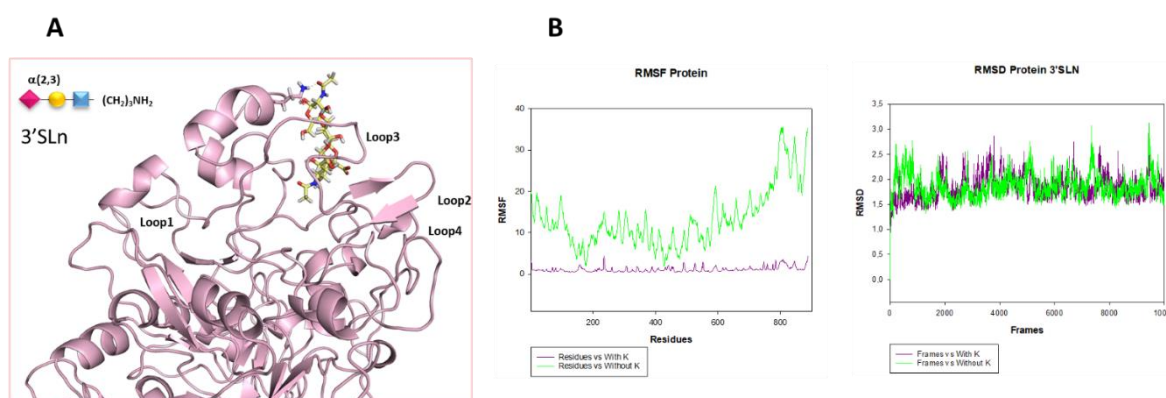 A
α(2,3)
(CH₂)₃NH₂
3'SLn
Loop3
Loop1
Loop2
Loop4
B
RMSF Protein
RMSF
40
30
20
10
0
200
400
600
800
Residues
Residues vs With K
Residues vs Without K
RMSD Protein 3'SLN
RMSD
3,5
3,0
2,5
2,0
1,5
1,0
0,5
0,0
0
2000
4000
6000
8000
Frames
Frames vs With K
Frames vs Without K